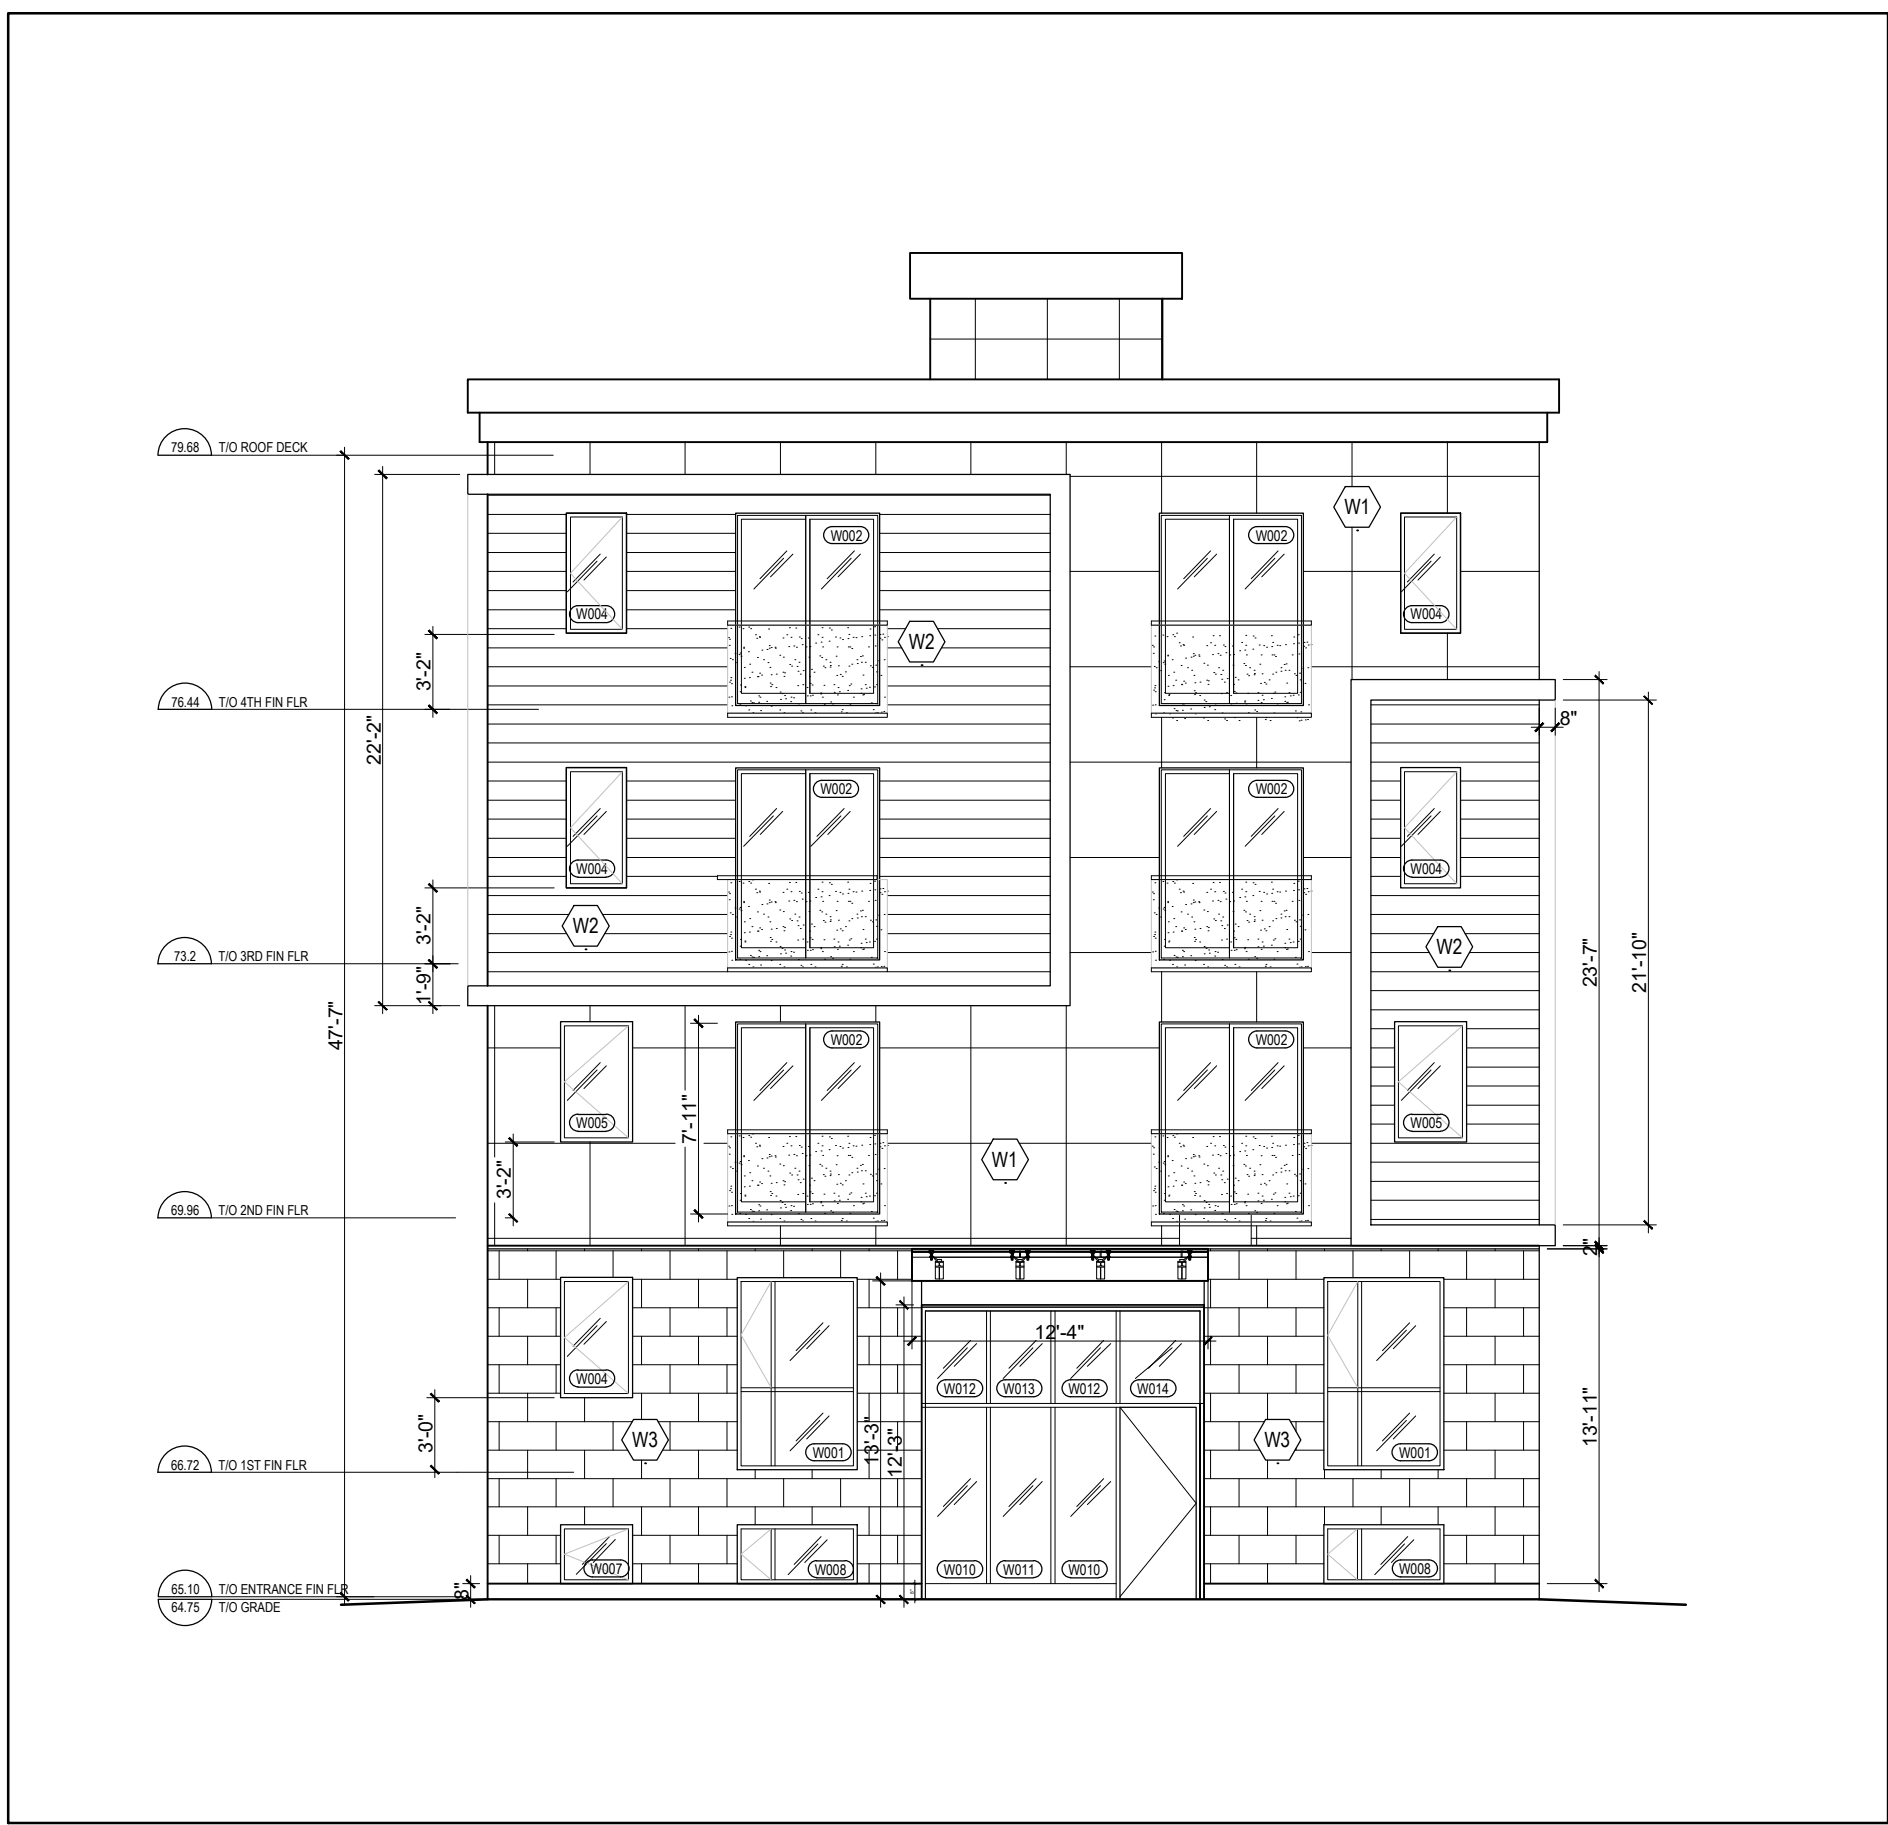 79.68 T/O ROOF DECK
W1
W002
W002
W004
W004
W2
3'-2"
76.44 T/O 4TH FIN FLR
8"
22'-2"
W002
W002
W004
W004
W2
W2
3'-2"
73.2 T/O 3RD FIN FLR
1'-9"
23'-7"
21'-10"
47'-7"
W002
W002
7'-11"
W005
W005
W1
3'-2"
69.96 T/O 2ND FIN FLR
2"
12'-4"
W004
W012
W013
W012
W014
3'-0"
W3
W001
13'-3"
12'-3"
W3
W001
13'-11"
66.72 T/O 1ST FIN FLR
W007
W008
W010
W011
W010
W008
65.10 T/O ENTRANCE FIN FLR
8"
64.75 T/O GRADE